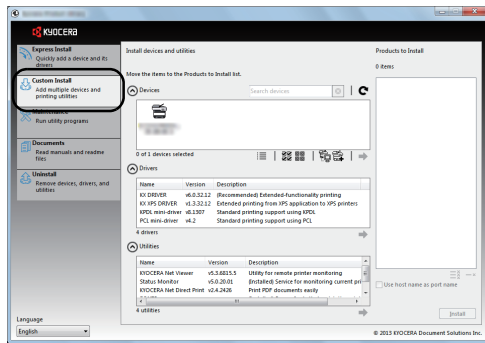 KYOCERA
Express Install
Quickly add a device and its
drivers
Custom Install
Add multiple devices and
printing utilities
Maintenance
Run utility programs
Documents
Read manuals and readme
files
Uninstall
Remove devices, drivers, and
utilities
Language
English
Install devices and utilities
Move the items to the Products to Install list.
Devices
Search devices
0 of 1 devices selected
Drivers
Name Version Description
KX DRIVER v6.0.32.12 (Recommended) Extended-functionality printing
KX XPS DRIVER v1.3.32.12 Extended printing from XPS application to XPS printers
KPDL mini-driver v8.1307 Standard printing support using KPDL
PCL mini-driver v4.2 Standard printing support using PCL
4 drivers
Utilities
Name Version Description
KYOCERA Net Viewer v5.3.6815.5 Utility for remote printer monitoring
Status Monitor v5.0.20.01 (Installed) Service for monitoring current pri
KYOCERA Net Direct Print v2.4.2426 Print PDF documents easily
4 utilities
Products to Install
0 items
Use host name as port name
Install
© 2013 KYOCERA Document Solutions Inc.